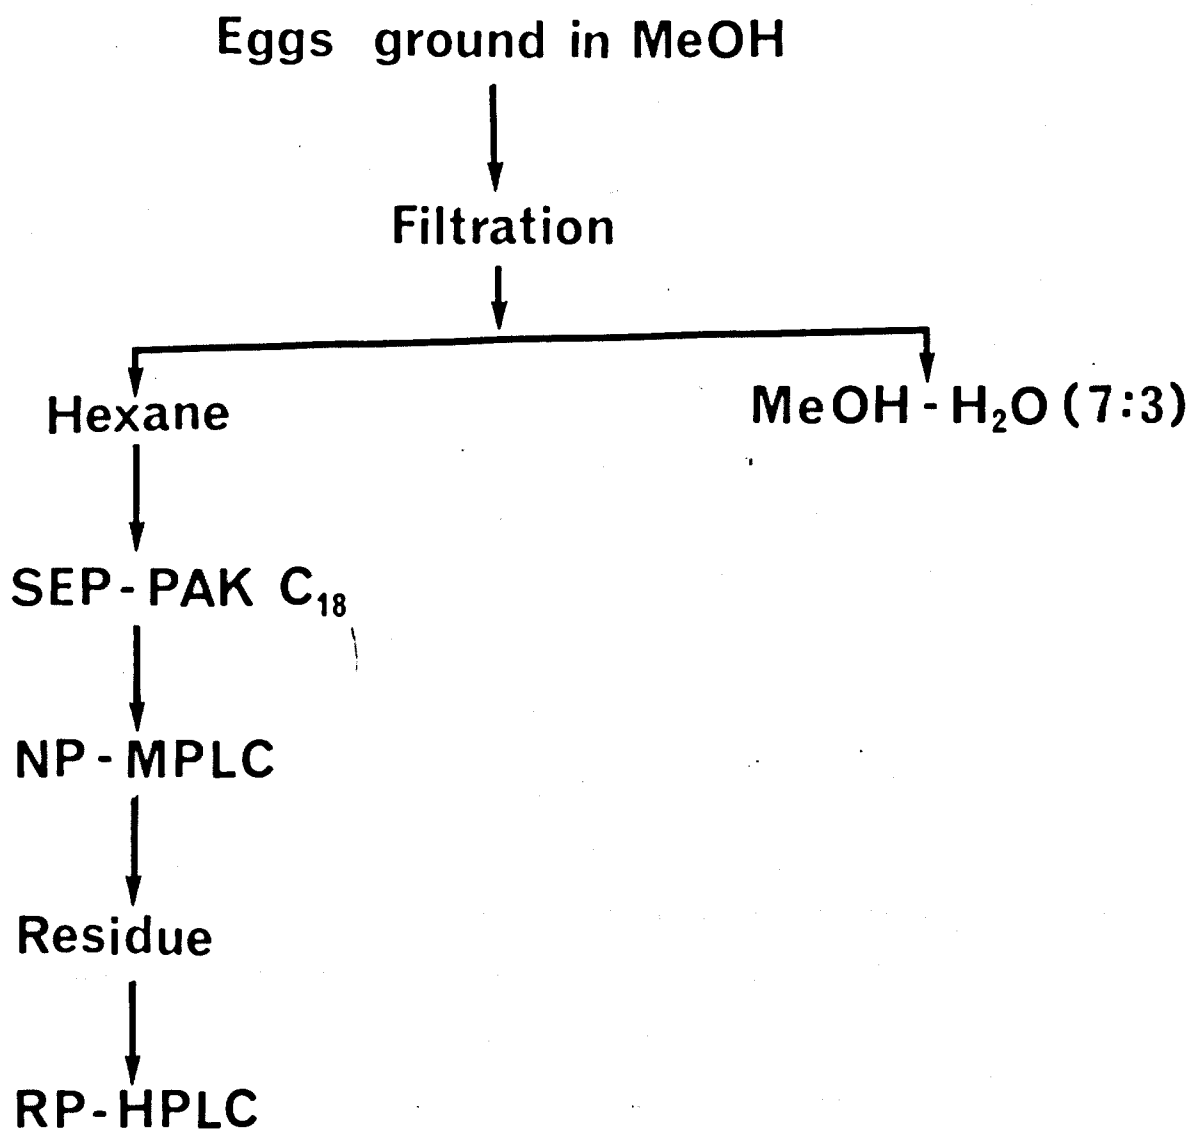 Eggs ground in MeOH
Filtration
Hexane
MeOH-H₂O (7:3)
SEP-PAK C₁₈
NP-MPLC
Residue
RP-HPLC